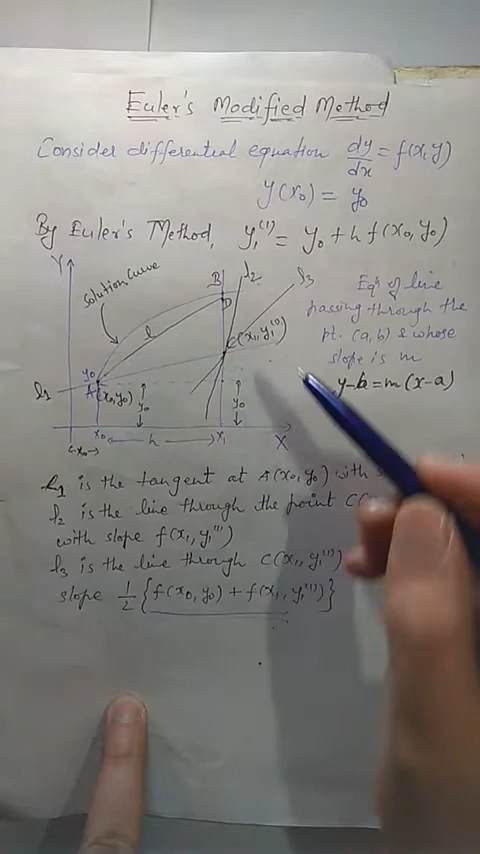 Euler's Modified Method
Consider differential equation dy/dx = f(x,y)
y(x₀) = y₀
By Euler's Method, y₁⁽¹⁾ = y₀ + h f(x₀, y₀)
Y
Solution Curve
B
l₂
l₃
D
l
C(x₁, y₁⁽¹⁾)
l₁
y₀
A(x₀,y₀)
y₀
y₀
x₀
h
x₁
X
x₀
Eqⁿ of line
passing through the
pt. (a,b) & whose
slope is m
y-b = m(x-a)
l₁ is the tangent at A(x₀, y₀) with
l₂ is the line through the point C(
with slope f(x₁, y₁⁽¹⁾)
l₃ is the line through C(x₁, y₁⁽¹⁾)
slope 1/2 {f(x₀, y₀) + f(x₁, y₁⁽¹⁾)}